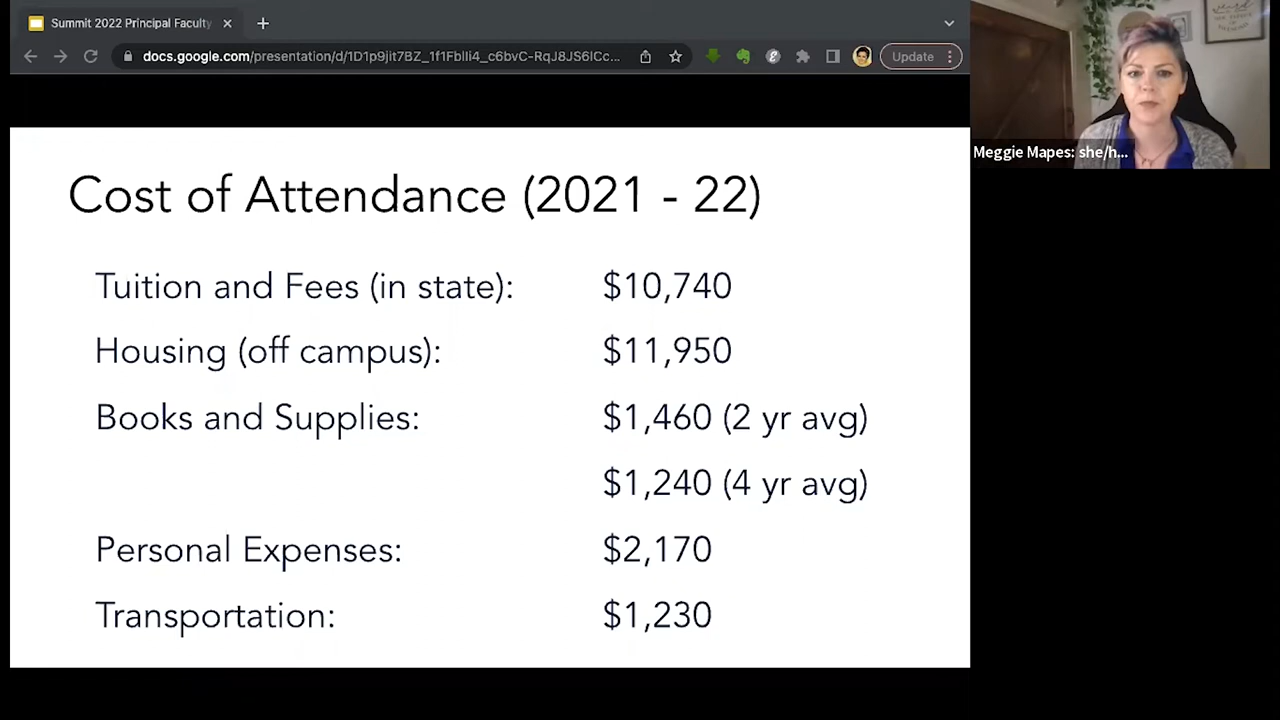 Summit 2022 Principal Faculty
docs.google.com/presentation/d/1D1p9jit7BZ_1f1FbIIi4_c6bvC-RqJ8JS6ICc...
Update
Meggie Mapes: she/h...
Cost of Attendance (2021 - 22)
Tuition and Fees (in state): $10,740
Housing (off campus): $11,950
Books and Supplies: $1,460 (2 yr avg)
$1,240 (4 yr avg)
Personal Expenses: $2,170
Transportation: $1,230